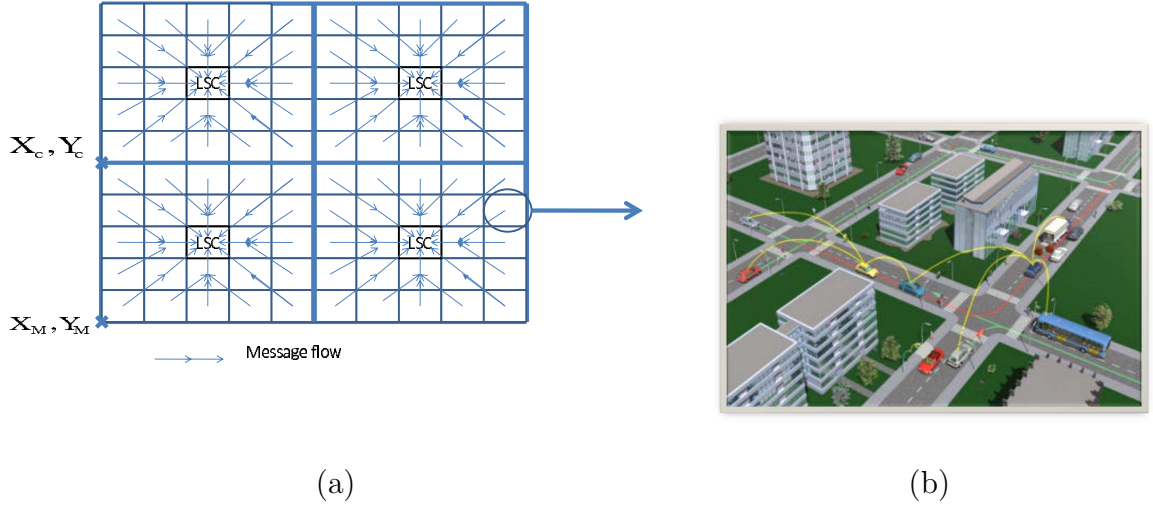 LSC LSC
X_c, Y_c
LSC LSC
X_M, Y_M
Message flow
(a) (b)